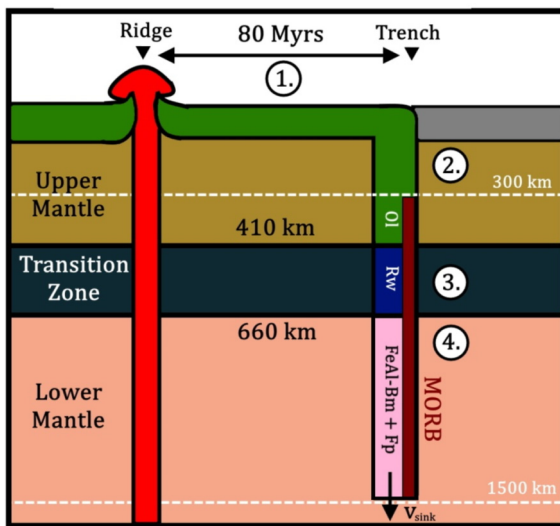 Ridge
80 Myrs
Trench
1.
2.
300 km
Upper
Mantle
Ol
410 km
Transition
Zone
Rw
3.
660 km
4.
Lower
Mantle
FeAl-Bm + Fp
MORB
1500 km
Vsink